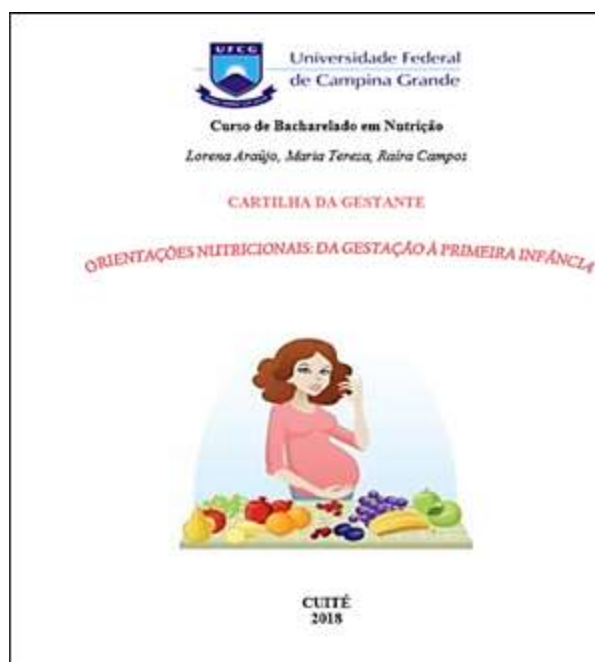 UFCG
Universidade Federal
de Campina Grande
Curso de Bacharelado em Nutrição
Lorena Araújo, Maria Tereza, Raíra Campos
CARTILHA DA GESTANTE
ORIENTAÇÕES NUTRICIONAIS: DA GESTAÇÃO À PRIMEIRA INFÂNCIA
CUITÉ
2018